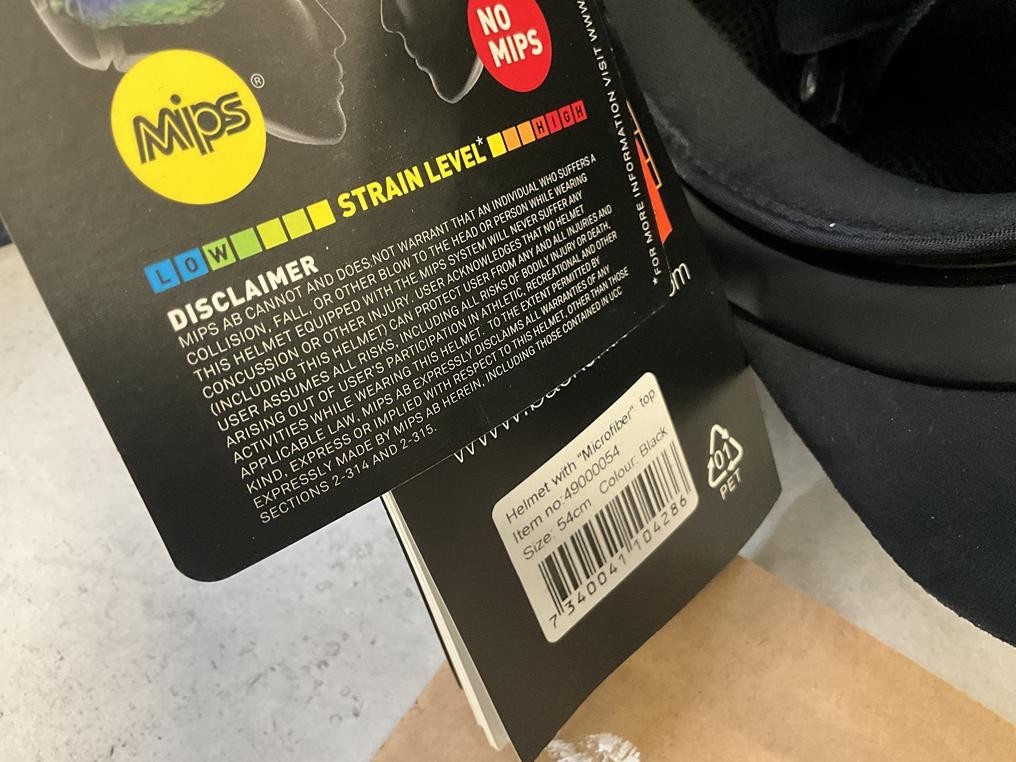 Mips®
NO
MIPS
LOW STRAIN LEVEL* HIGH
DISCLAIMER
MIPS AB CANNOT AND DOES NOT WARRANT THAT AN INDIVIDUAL WHO SUFFERS A
COLLISION, FALL, OR OTHER BLOW TO THE HEAD OR PERSON WHILE WEARING
THIS HELMET EQUIPPED WITH THE MIPS SYSTEM WILL NEVER SUFFER ANY
CONCUSSION OR OTHER INJURY. USER ACKNOWLEDGES THAT NO HELMET
(INCLUDING THIS HELMET) CAN PROTECT USER FROM ANY AND ALL INJURIES AND
USER ASSUMES ALL RISKS, INCLUDING ALL RISKS OF BODILY INJURY OR DEATH,
ARISING OUT OF USER'S PARTICIPATION IN ATHLETIC, RECREATIONAL AND OTHER
ACTIVITIES WHILE WEARING THIS HELMET. TO THE EXTENT PERMITTED BY
APPLICABLE LAW, MIPS AB EXPRESSLY DISCLAIMS ALL WARRANTIES OF ANY
KIND, EXPRESS OR IMPLIED WITH RESPECT TO THIS HELMET, OTHER THAN THOSE
EXPRESSLY MADE BY MIPS AB HEREIN, INCLUDING THOSE CONTAINED IN UCC
SECTIONS 2-314 AND 2-315.
* FOR MORE INFORMATION VISIT WWW
www.
om
Helmet with "Microfiber" top
Item no:49000054
Size: 54cm Colour: Black
7 340041 104286
01
PET